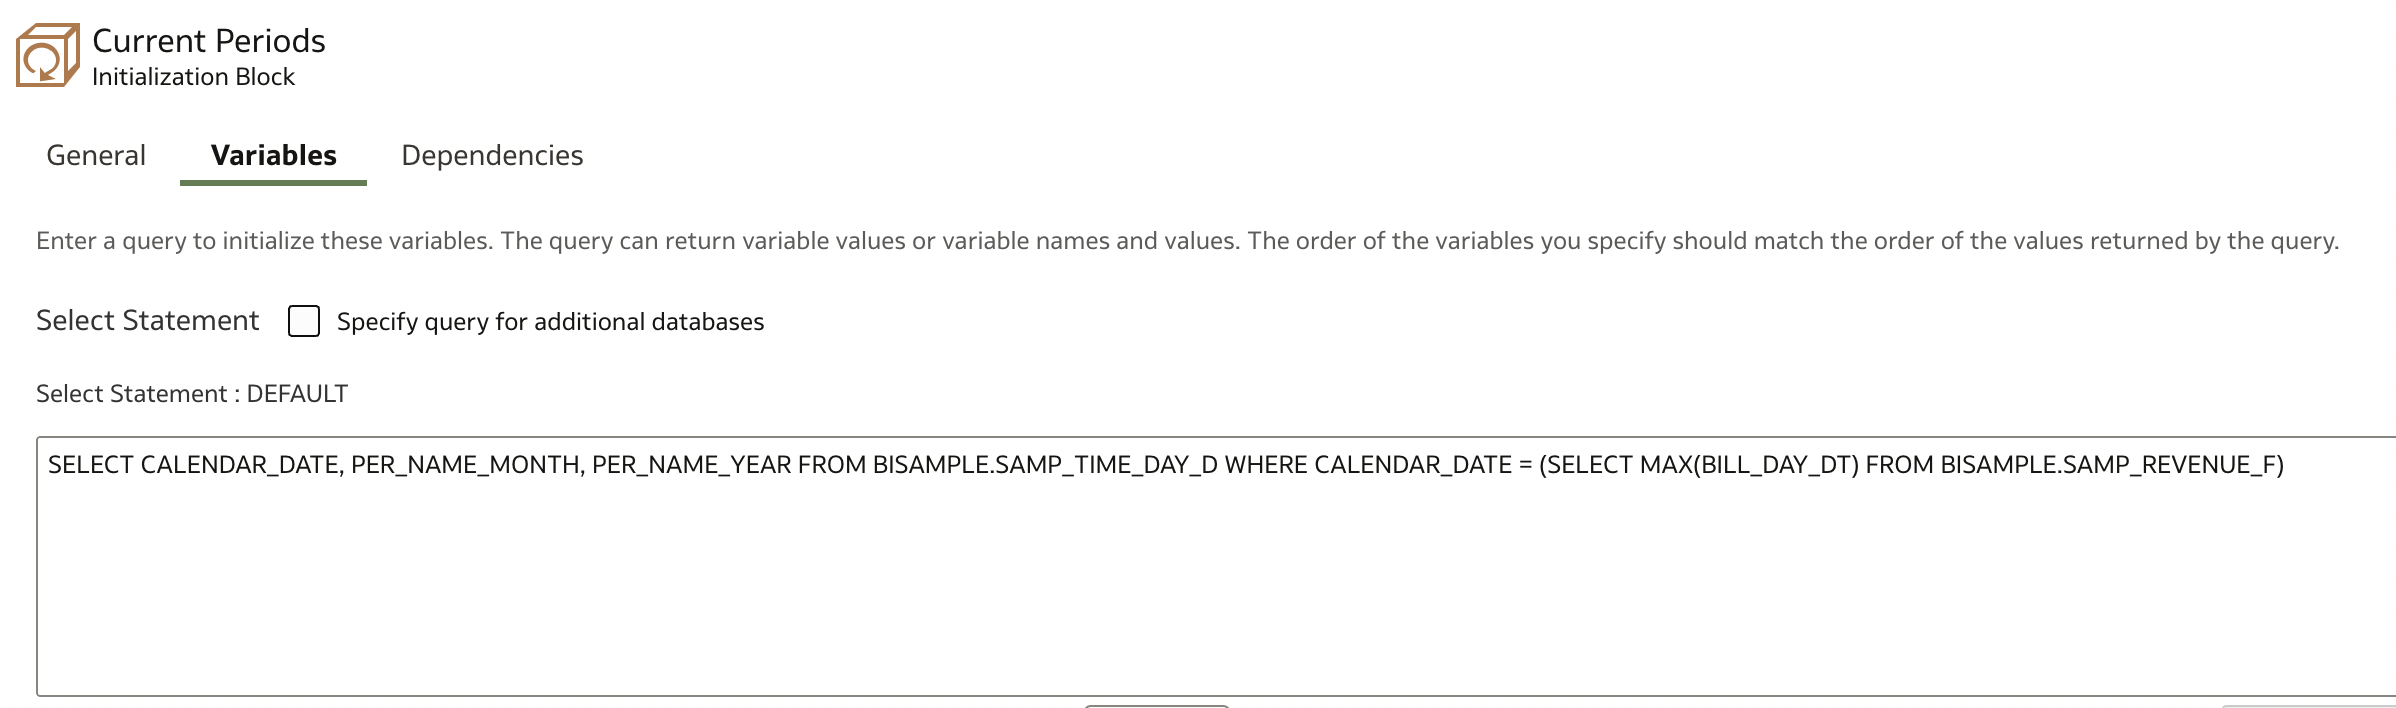 Current Periods
Initialization Block
General Variables Dependencies
Enter a query to initialize these variables. The query can return variable values or variable names and values. The order of the variables you specify should match the order of the values returned by the query.
Select Statement Specify query for additional databases
Select Statement : DEFAULT
SELECT CALENDAR_DATE, PER_NAME_MONTH, PER_NAME_YEAR FROM BISAMPLE.SAMP_TIME_DAY_D WHERE CALENDAR_DATE = (SELECT MAX(BILL_DAY_DT) FROM BISAMPLE.SAMP_REVENUE_F)